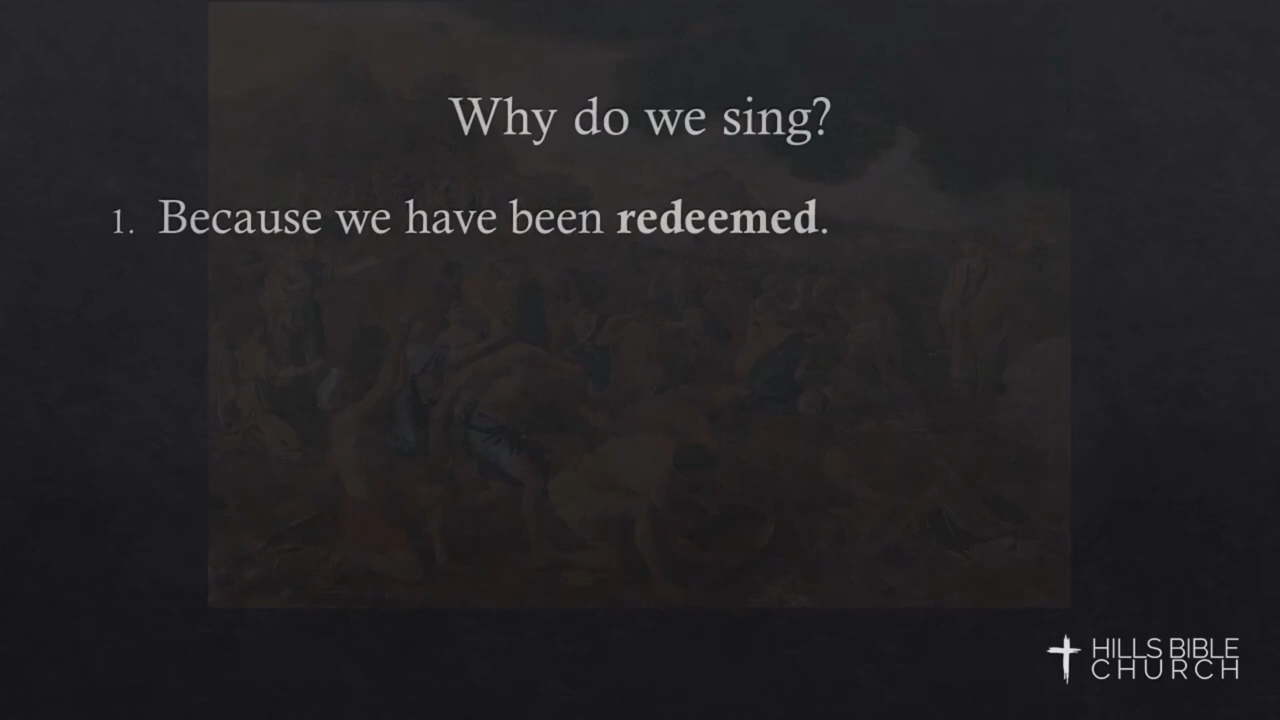 Why do we sing?
1. Because we have been redeemed.
HILLS BIBLE
CHURCH